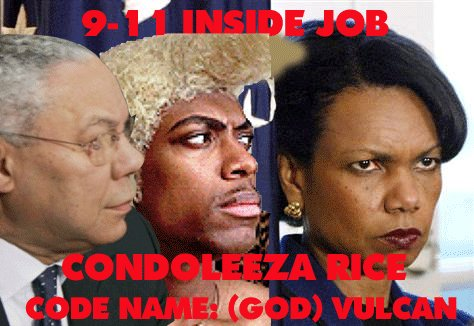 9-11 INSIDE JOB
CONDOLEEZA RICE
CODE NAME: (GOD) VULCAN